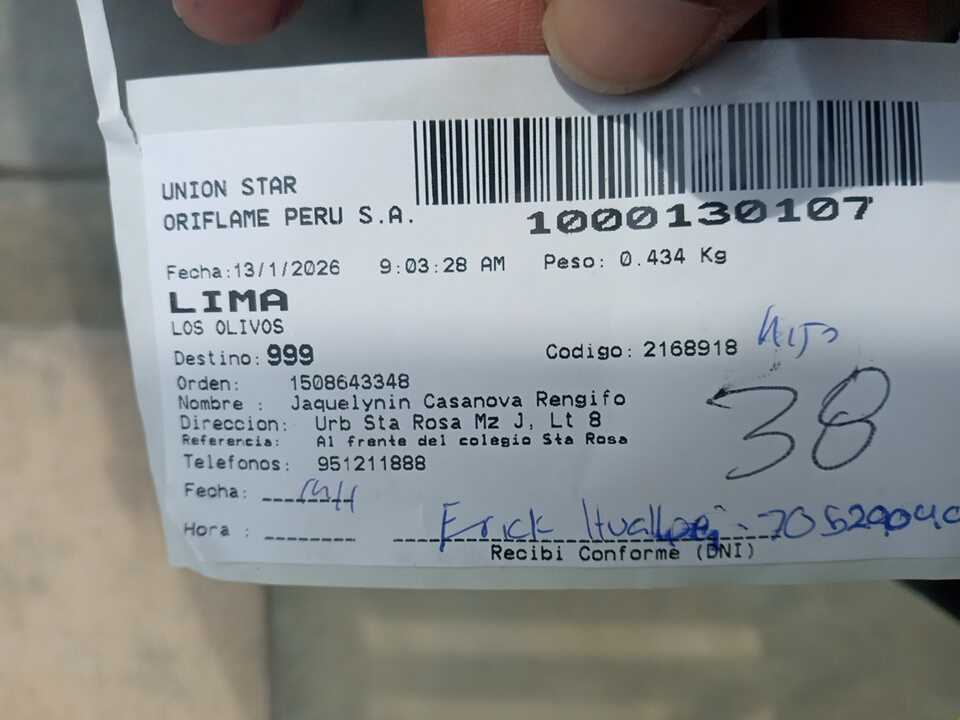 UNION STAR
ORIFLAME PERU S.A.
1000130107
Fecha:13/1/2026 9:03:28 AM Peso: 0.434 Kg
LIMA
LOS OLIVOS
Destino: 999 Codigo: 2168918
Orden: 1508643348
Nombre : Jaquelynin Casanova Rengifo
Direccion: Urb Sta Rosa Mz J, Lt 8
Referencia: Al frente del colegio Sta Rosa
38
Telefonos: 951211888
Fecha:
Hora : Erick
Recibi Conforme (DNI)